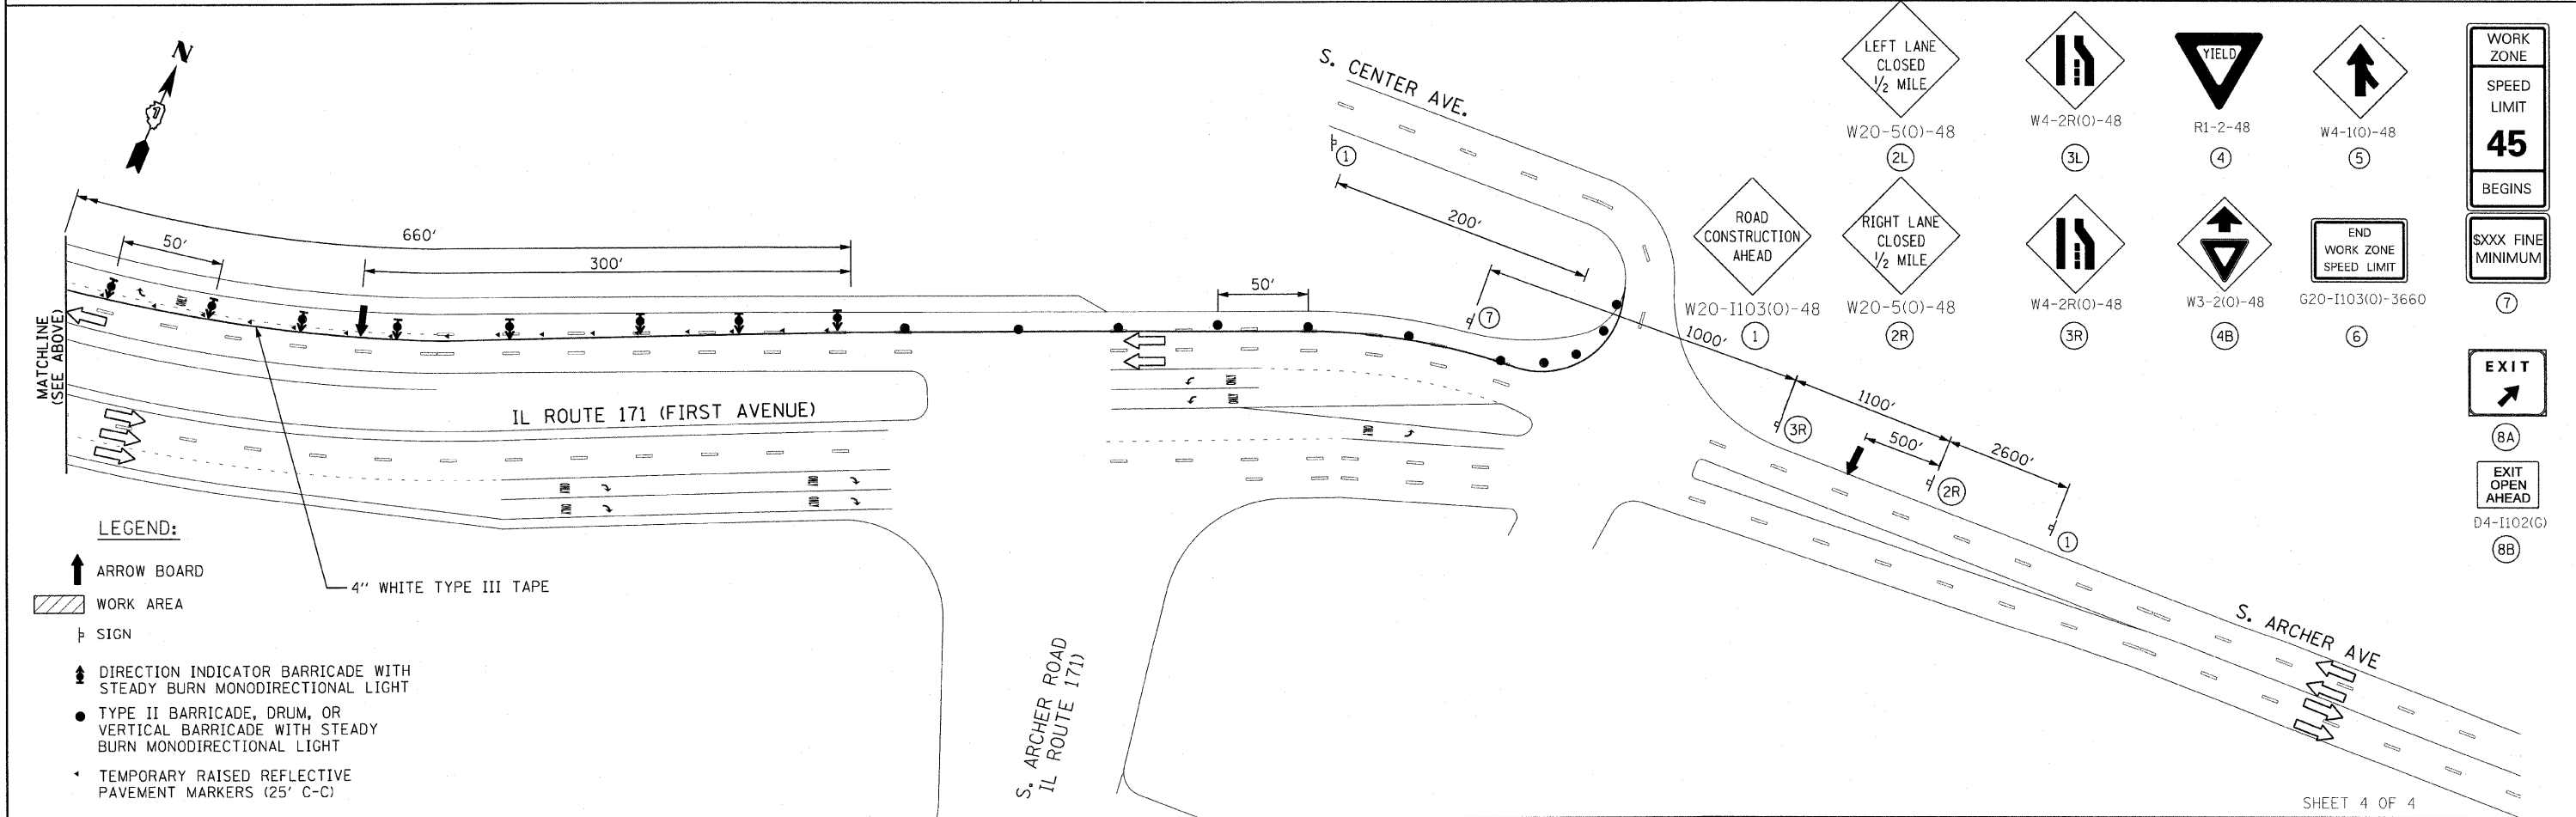 N
S. CENTER AVE.
1
200'
660'
50'
300'
50'
MATCHLINE
(SEE ABOVE)
IL ROUTE 171 (FIRST AVENUE)
7
1000'
3R
1100'
500'
2R
2600'
1
S. ARCHER AVE
S. ARCHER ROAD
IL ROUTE 171)
4" WHITE TYPE III TAPE
LEGEND:
ARROW BOARD
WORK AREA
SIGN
DIRECTION INDICATOR BARRICADE WITH
STEADY BURN MONODIRECTIONAL LIGHT
TYPE II BARRICADE, DRUM, OR
VERTICAL BARRICADE WITH STEADY
BURN MONODIRECTIONAL LIGHT
TEMPORARY RAISED REFLECTIVE
PAVEMENT MARKERS (25' C-C)
LEFT LANE
CLOSED
1/2 MILE
W20-5(O)-48
2L
W4-2R(O)-48
3L
YIELD
R1-2-48
4
W4-1(O)-48
5
WORK
ZONE
SPEED
LIMIT
45
BEGINS
$XXX FINE
MINIMUM
7
ROAD
CONSTRUCTION
AHEAD
W20-I103(O)-48
1
RIGHT LANE
CLOSED
1/2 MILE
W20-5(O)-48
2R
W4-2R(O)-48
3R
W3-2(O)-48
4B
END
WORK ZONE
SPEED LIMIT
G20-I103(O)-3660
6
EXIT
8A
EXIT
OPEN
AHEAD
D4-I102(G)
8B
SHEET 4 OF 4